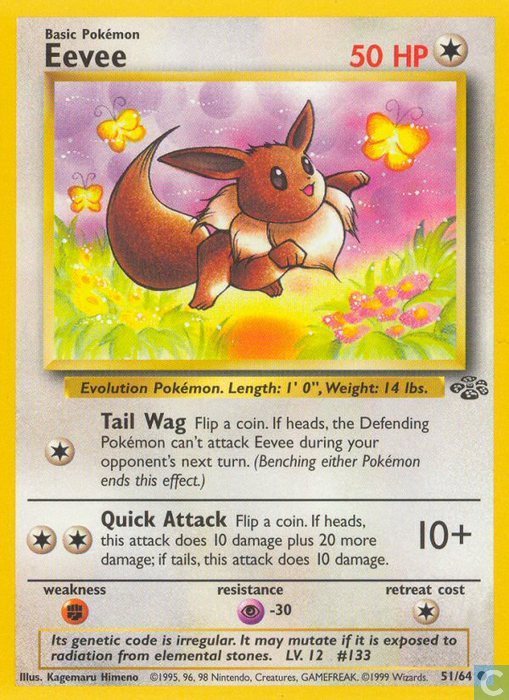 Basic Pokémon
Eevee
50 HP
Evolution Pokémon. Length: 1' 0", Weight: 14 lbs.
Tail Wag Flip a coin. If heads, the Defending
Pokémon can't attack Eevee during your
opponent's next turn. (Benching either Pokémon
ends this effect.)
Quick Attack Flip a coin. If heads,
this attack does 10 damage plus 20 more
damage; if tails, this attack does 10 damage.
10+
weakness
resistance
retreat cost
-30
Its genetic code is irregular. It may mutate if it is exposed to
radiation from elemental stones. LV. 12 #133
Illus. Kagemaru Himeno ©1995, 96, 98 Nintendo, Creatures, GAMEFREAK. ©1999 Wizards. 51/64
C